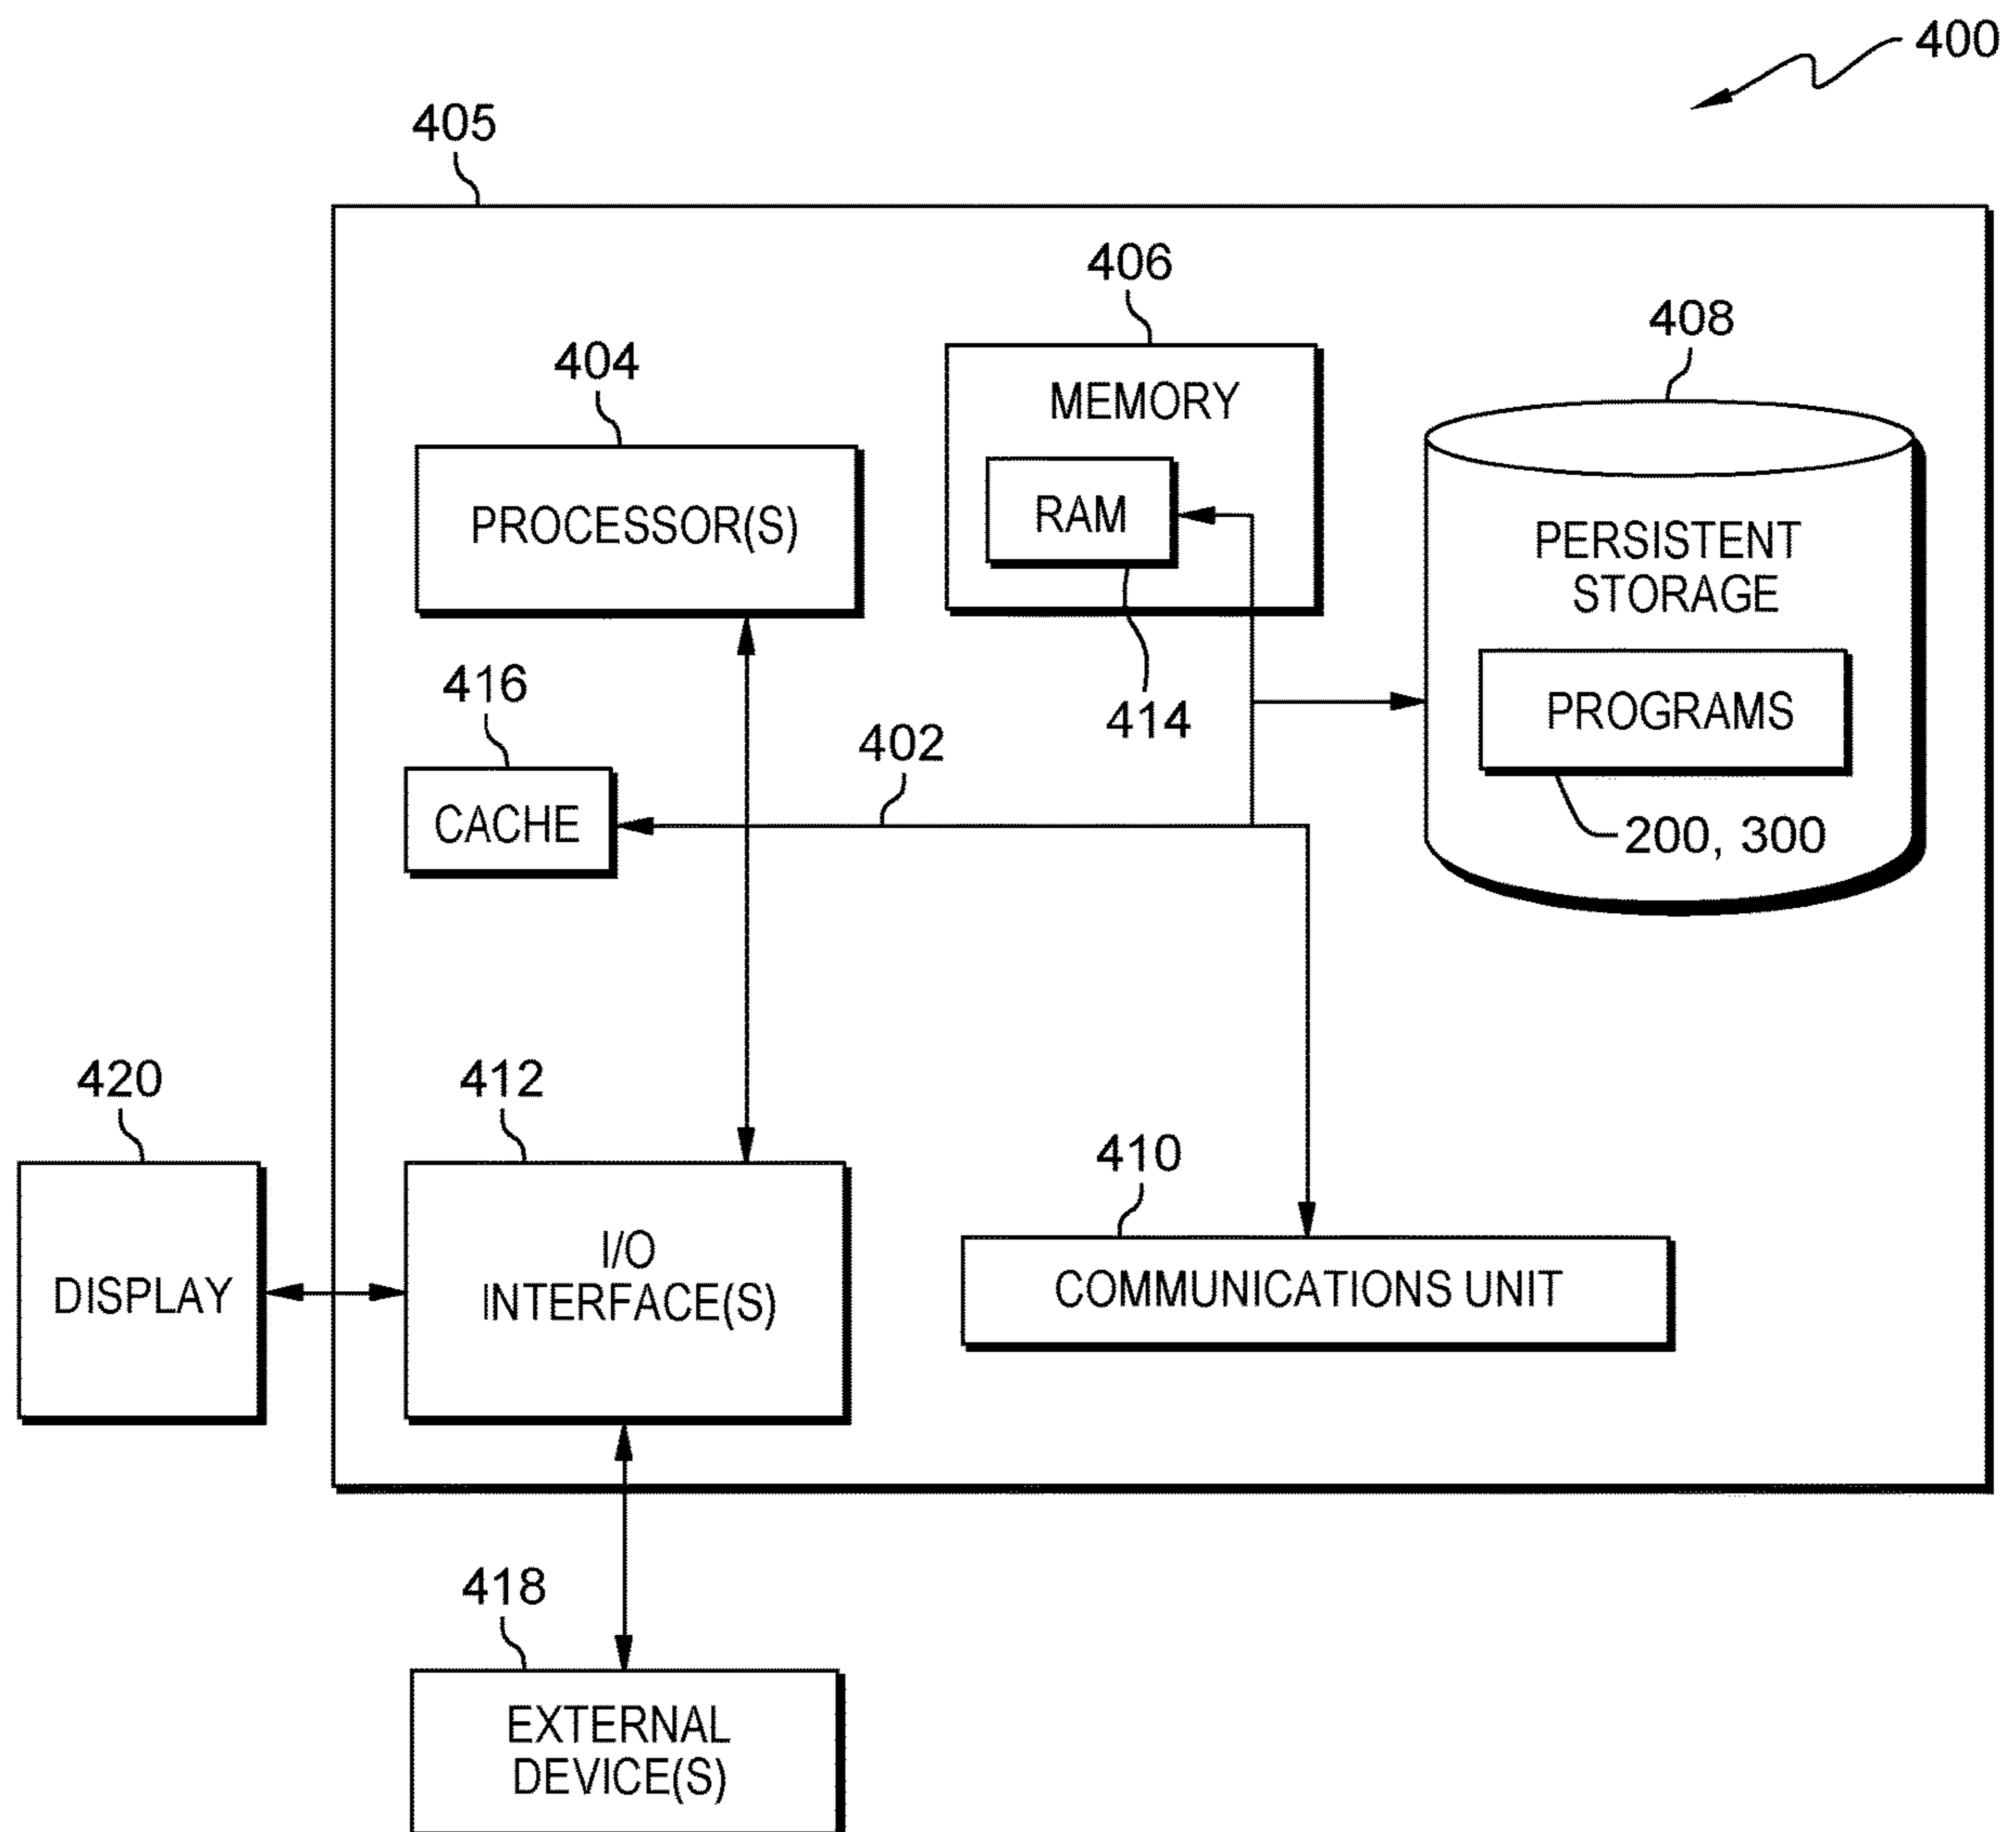 400
405
406
408
404
MEMORY
RAM
PROCESSOR(S)
PERSISTENT
STORAGE
416
414
PROGRAMS
402
CACHE
200, 300
420
412
410
DISPLAY
I/O
INTERFACE(S)
COMMUNICATIONS UNIT
418
EXTERNAL
DEVICE(S)